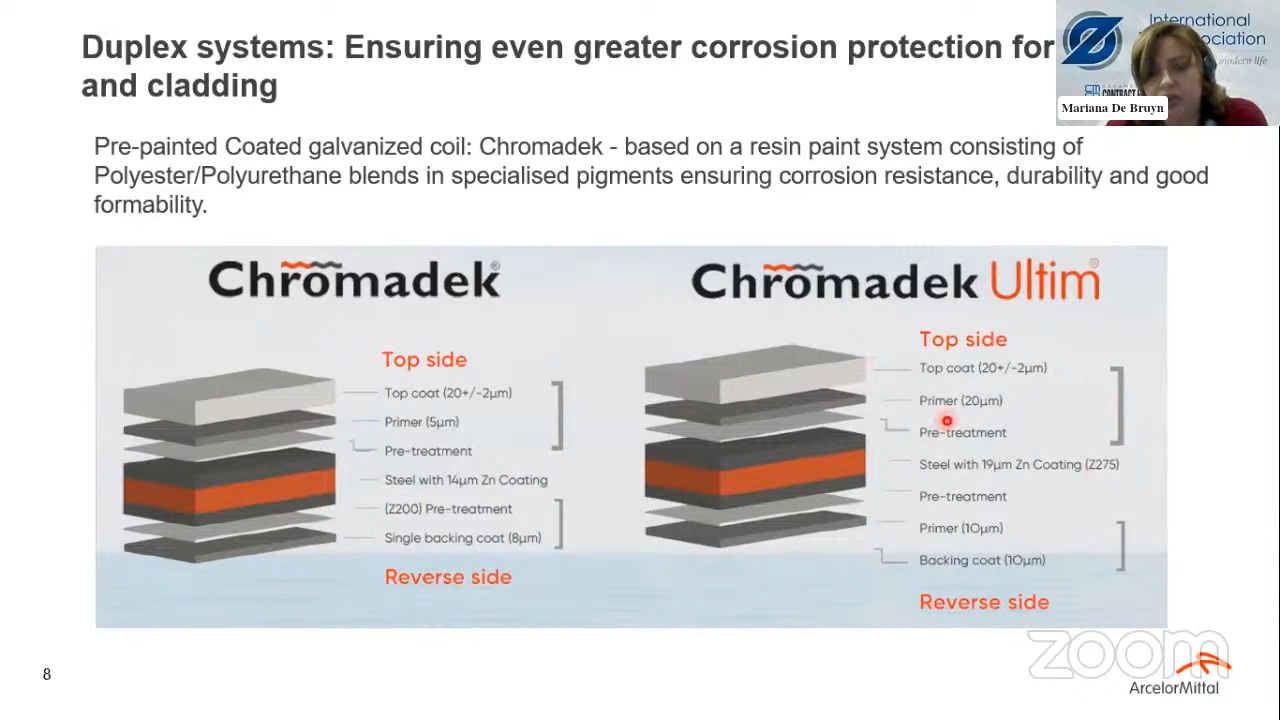 Duplex systems: Ensuring even greater corrosion protection for
and cladding
International
Association
modern life
Mariana De Bruyn
Pre-painted Coated galvanized coil: Chromadek - based on a resin paint system consisting of
Polyester/Polyurethane blends in specialised pigments ensuring corrosion resistance, durability and good
formability.
Chromadek®
Top side
Top coat (20+/-2µm)
Primer (5µm)
Pre-treatment
Steel with 14µm Zn Coating
(Z200) Pre-treatment
Single backing coat (8µm)
Reverse side
Chromadek Ultim®
Top side
Top coat (20+/-2µm)
Primer (20µm)
Pre-treatment
Steel with 19µm Zn Coating (Z275)
Pre-treatment
Primer (10µm)
Backing coat (10µm)
Reverse side
zoom
8
ArcelorMittal